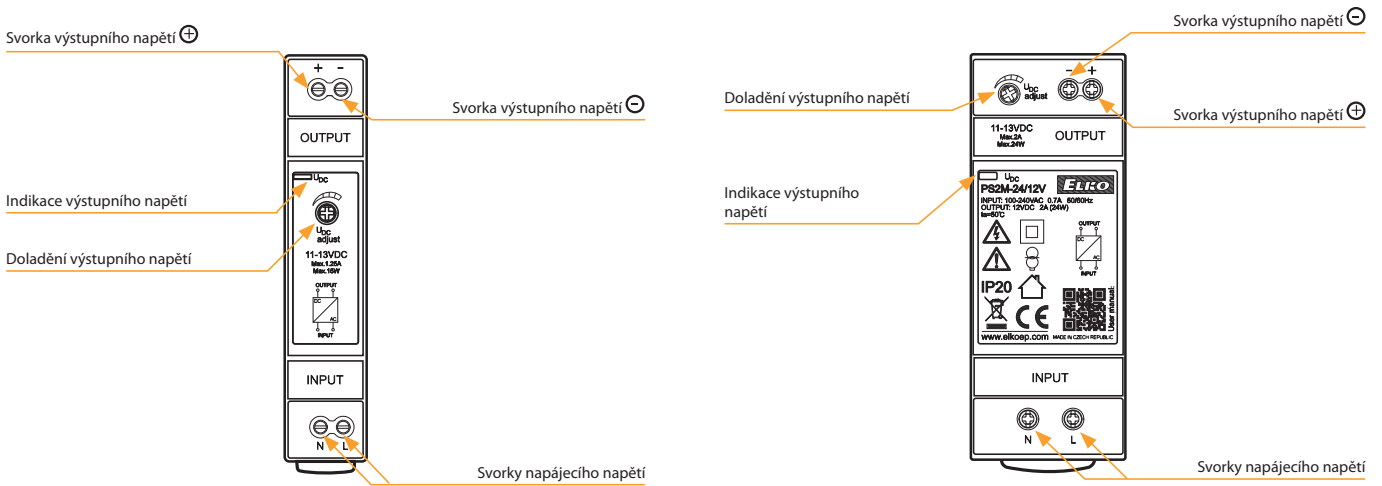 Svorka výstupního napětí ⊕
+ -
Svorka výstupního napětí ⊖
OUTPUT
UDC
Indikace výstupního napětí
UDC
adjust
Doladění výstupního napětí
11-13VDC
Max.1.25A
Max.15W
OUTPUT
DC
AC
INPUT
INPUT
N L
Svorky napájecího napětí
Svorka výstupního napětí ⊖
- +
Doladění výstupního napětí
UDC
adjust
Svorka výstupního napětí ⊕
11-13VDC
Max.2A
Max.24W
OUTPUT
UDC
Indikace výstupního
napětí
PS2M-24/12V
ELKO
INPUT: 100-240VAC 0.7A 50/60Hz
OUTPUT: 12VDC 2A (24W)
ta=60°C
OUTPUT
DC
AC
INPUT
IP20
CE
User manual:
www.elkoep.com MADE IN CZECH REPUBLIC
INPUT
N L
Svorky napájecího napětí